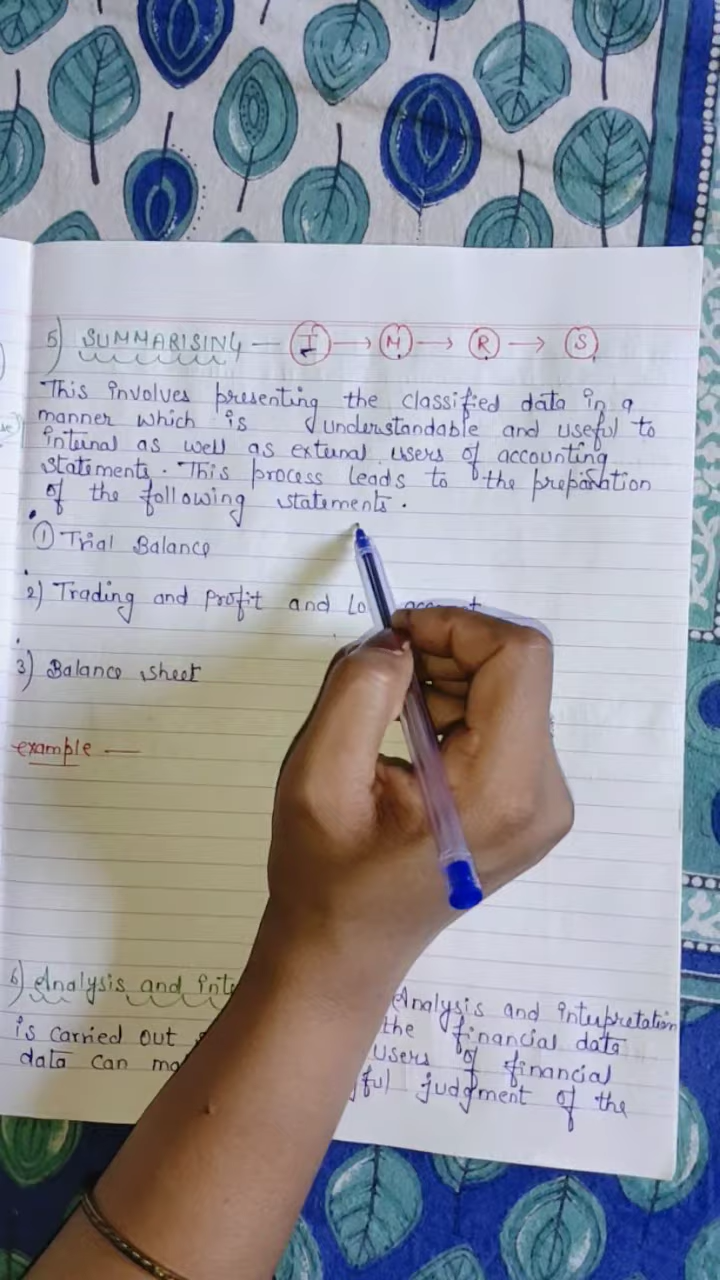 5) SUMMARISING — I → M → R → S
This involves presenting the classified data in a
manner which is understandable and useful to
internal as well as external users of accounting
statements. This process leads to the preparation
of the following statements.
① Trial Balance
2) Trading and profit and
3) Balance sheet
example —
6) Analysis and Analysis and interpretation
is carried out the financial data
data can users of financial
judgment of the